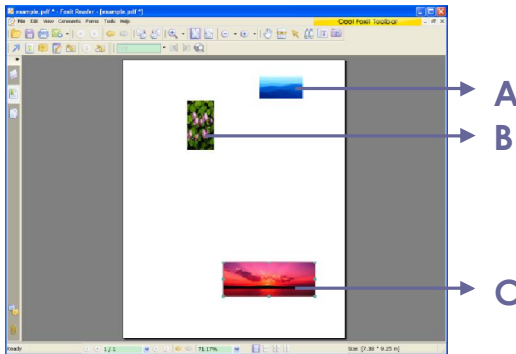 example.pdf * - Foxit Reader - [example.pdf *]
File Edit View Comments Forms Tools Help
Cool Foxit Toolbar
A
B
C
Ready
1 / 1
71.17%
Size: [7.38 * 9.25 in]